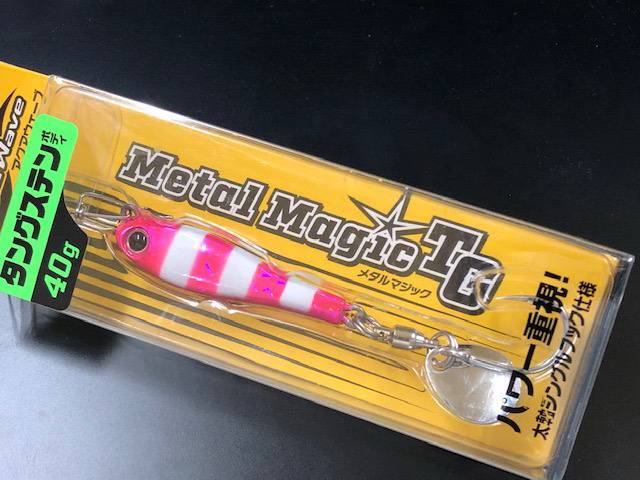 Wave
アクアウエーブ
タングステン
ボディ
40g
Metal Magic TG
メタルマジック
パワー重視!
太軸シングルフック仕様